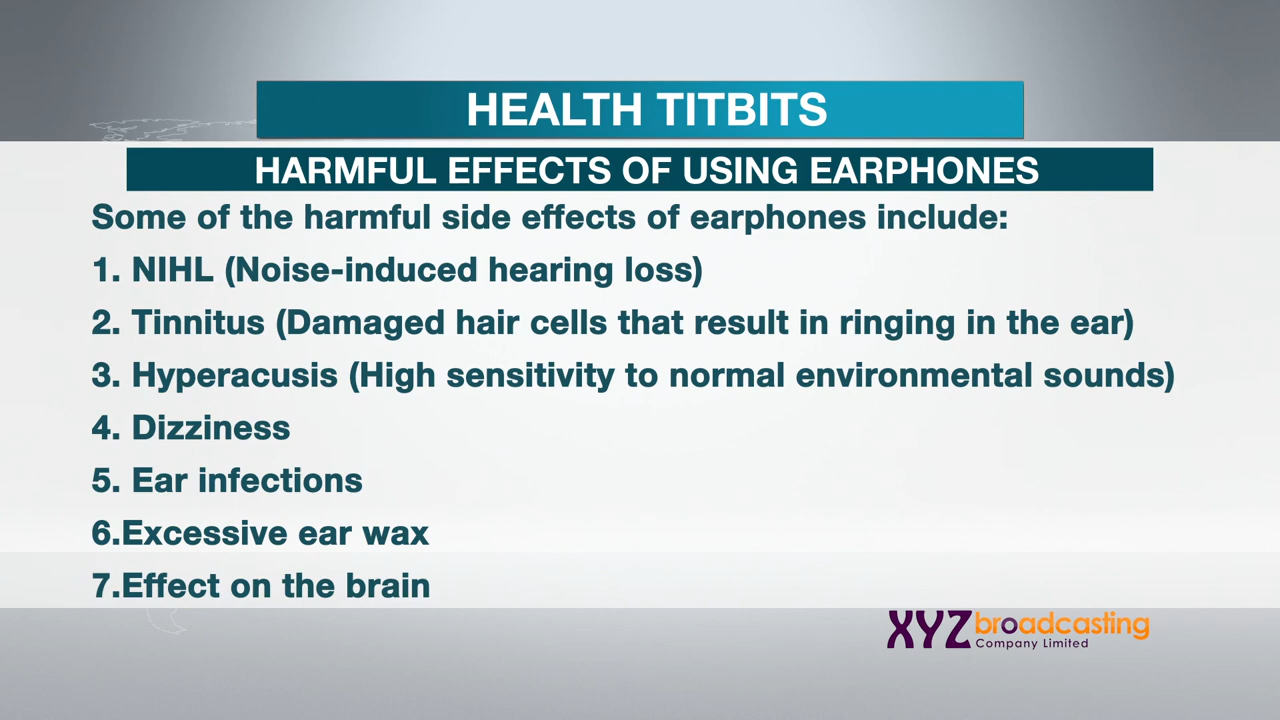 HEALTH TITBITS
HARMFUL EFFECTS OF USING EARPHONES
Some of the harmful side effects of earphones include:
1. NIHL (Noise-induced hearing loss)
2. Tinnitus (Damaged hair cells that result in ringing in the ear)
3. Hyperacusis (High sensitivity to normal environmental sounds)
4. Dizziness
5. Ear infections
6.Excessive ear wax
7.Effect on the brain
XYZ broadcasting
Company Limited